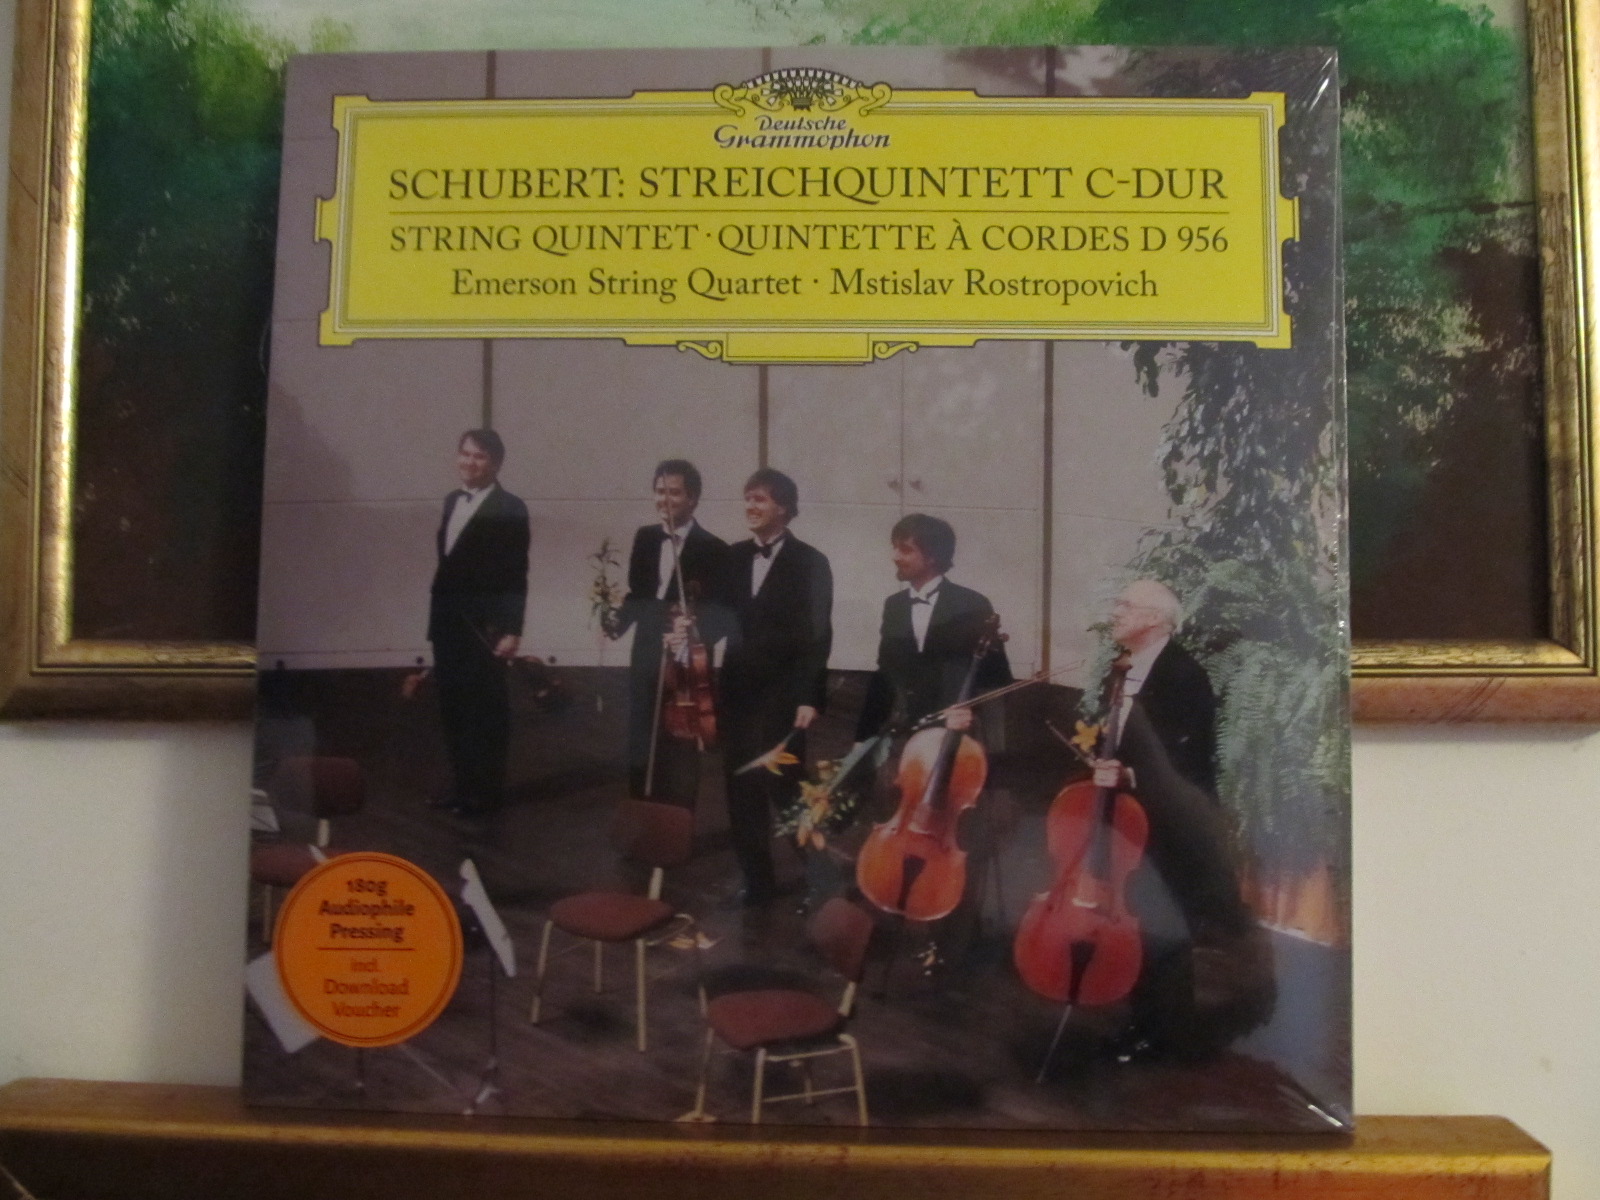 Deutsche
Grammophon
SCHUBERT: STREICHQUINTETT C-DUR
STRING QUINTET · QUINTETTE À CORDES D 956
Emerson String Quartet · Mstislav Rostropovich
180g
Audiophile
Pressing
incl.
Download
Voucher